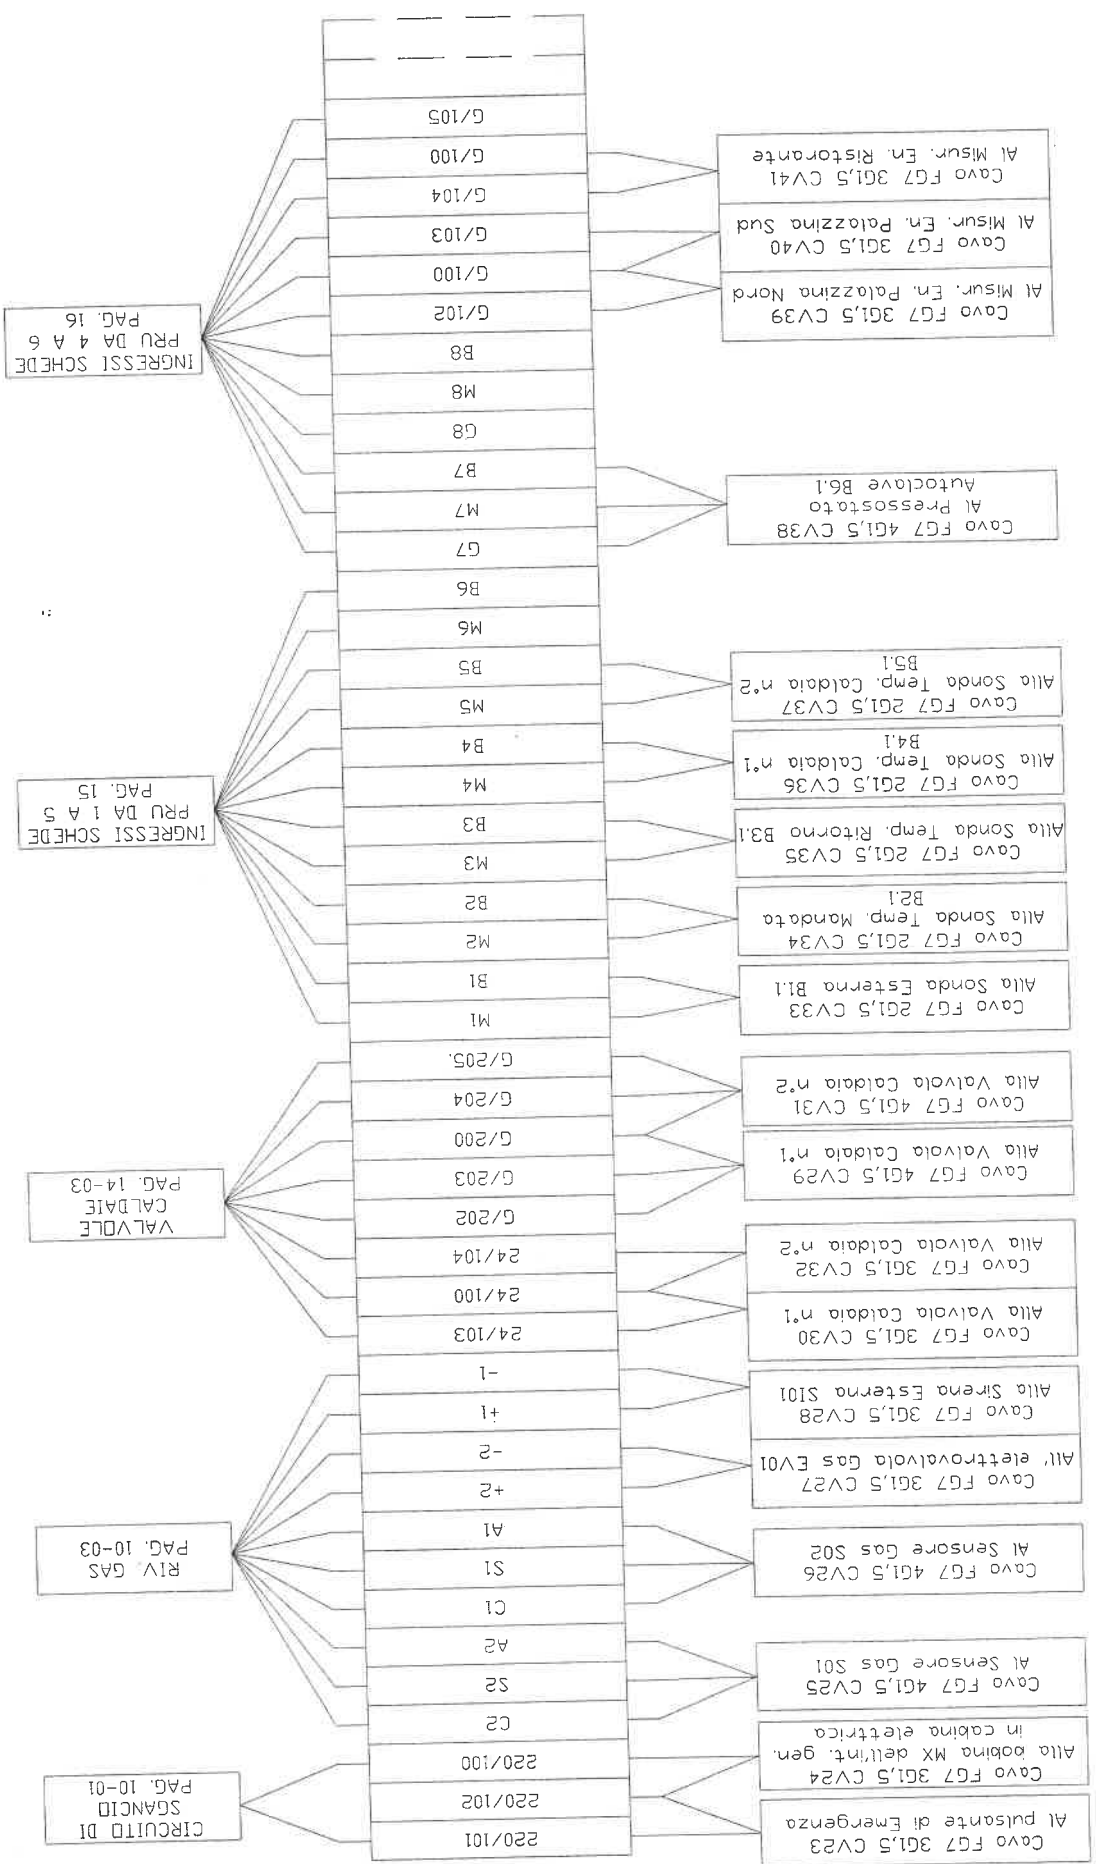 Cavo FG7 3G1,5 CV23
Al pulsante di Emergenza
Cavo FG7 3G1,5 CV24
Alla bobina MX dell'int. gen.
in cabina elettrica
Cavo FG7 4G1,5 CV25
Al Sensore Gas S01
Cavo FG7 4G1,5 CV26
Al Sensore Gas S02
Cavo FG7 3G1,5 CV27
All' elettrovalvola Gas EV01
Cavo FG7 3G1,5 CV28
Alla Sirena Esterna SI01
Cavo FG7 3G1,5 CV30
Alla Valvola Caldaia n°1
Cavo FG7 3G1,5 CV32
Alla Valvola Caldaia n°2
Cavo FG7 4G1,5 CV29
Alla Valvola Caldaia n°1
Cavo FG7 4G1,5 CV31
Alla Valvola Caldaia n°2
Cavo FG7 2G1,5 CV33
Alla Sonda Esterna B1.1
Cavo FG7 2G1,5 CV34
Alla Sonda Temp. Mandata
B2.1
Cavo FG7 2G1,5 CV35
Alla Sonda Temp. Ritorno B3.1
Cavo FG7 2G1,5 CV36
Alla Sonda Temp. Caldaia n°1
B4.1
Cavo FG7 2G1,5 CV37
Alla Sonda Temp. Caldaia n°2
B5.1
Cavo FG7 4G1,5 CV38
Al Pressostato
Autoclave B6.1
Cavo FG7 3G1,5 CV39
Al Misur. En. Palazzina Nord
Cavo FG7 3G1,5 CV40
Al Misur. En. Palazzina Sud
Cavo FG7 3G1,5 CV41
Al Misur. En. Ristorante
220/101
220/102
220/100
C2
S2
A2
C1
S1
A1
+2
-2
+1
-1
24/103
24/100
24/104
G/202
G/203
G/200
G/204
G/205.
M1
B1
M2
B2
M3
B3
M4
B4
M5
B5
M6
B6
G7
M7
B7
G8
M8
B8
G/102
G/100
G/103
G/104
G/100
G/105
CIRCUITO DI
SGANCIO
PAG. 10-01
RIV. GAS
PAG. 10-03
VALVOLE
CALDAIE
PAG. 14-03
INGRESSI SCHEDE
PRU DA 1 A 5
PAG. 15
INGRESSI SCHEDE
PRU DA 4 A 6
PAG. 16